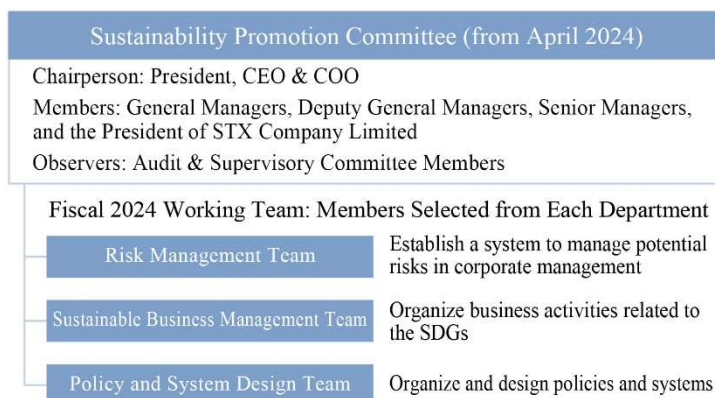 Sustainability Promotion Committee (from April 2024)
Chairperson: President, CEO & COO
Members: General Managers, Deputy General Managers, Senior Managers,
and the President of STX Company Limited
Observers: Audit & Supervisory Committee Members
Fiscal 2024 Working Team: Members Selected from Each Department
Risk Management Team
Establish a system to manage potential
risks in corporate management
Sustainable Business Management Team
Organize business activities related to
the SDGs
Policy and System Design Team
Organize and design policies and systems